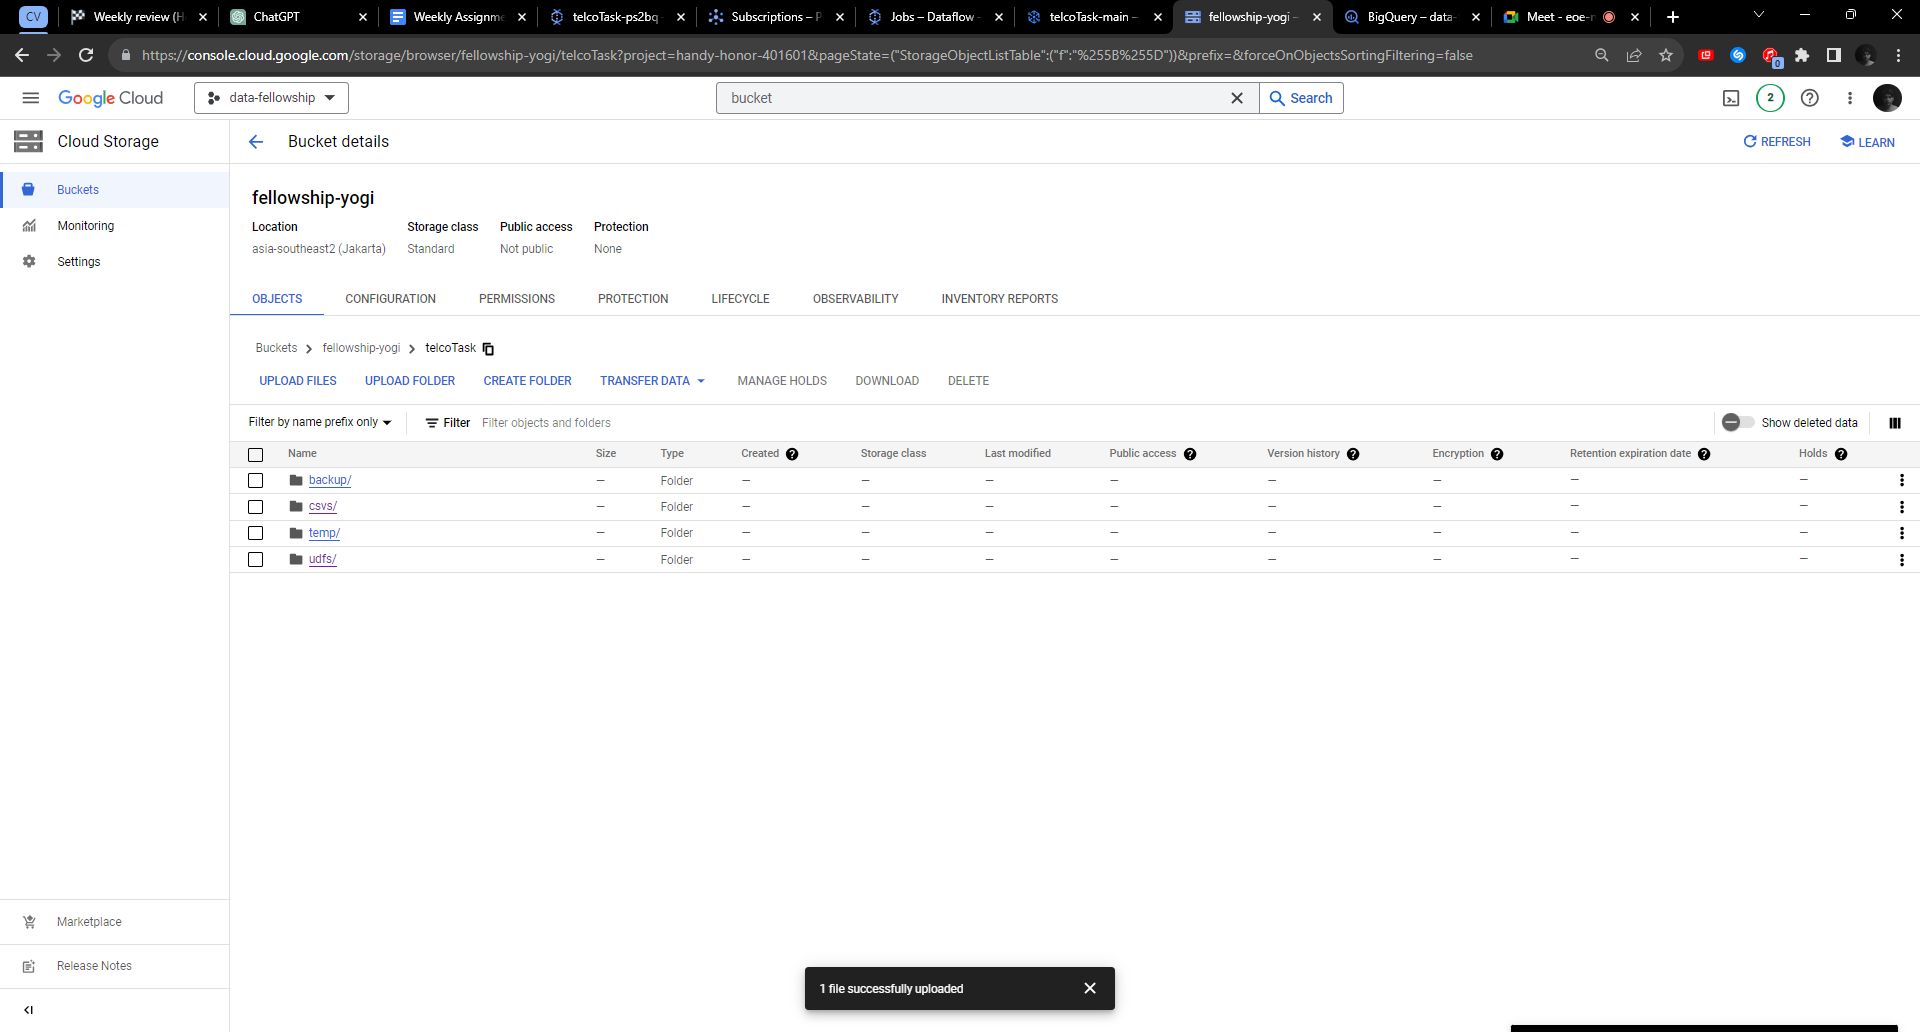 CV
Weekly review (H
ChatGPT
Weekly Assignme
telcoTask-ps2bq
Subscriptions – P
Jobs – Dataflow
telcoTask-main –
fellowship-yogi –
BigQuery – data-
Meet - eoe-n
https://console.cloud.google.com/storage/browser/fellowship-yogi/telcoTask?project=handy-honor-401601&pageState=("StorageObjectListTable":("f":"%255B%255D"))&prefix=&forceOnObjectsSortingFiltering=false
0
Google Cloud
data-fellowship
bucket
Search
2
Cloud Storage
Bucket details
REFRESH
LEARN
Buckets
Monitoring
Settings
fellowship-yogi
Location Storage class Public access Protection
asia-southeast2 (Jakarta) Standard Not public None
OBJECTS CONFIGURATION PERMISSIONS PROTECTION LIFECYCLE OBSERVABILITY INVENTORY REPORTS
Buckets > fellowship-yogi > telcoTask
UPLOAD FILES UPLOAD FOLDER CREATE FOLDER TRANSFER DATA MANAGE HOLDS DOWNLOAD DELETE
Filter by name prefix only Filter Filter objects and folders Show deleted data
Name Size Type Created Storage class Last modified Public access Version history Encryption Retention expiration date Holds
backup/ — Folder — — — — — — — —
csvs/ — Folder — — — — — — — —
temp/ — Folder — — — — — — — —
udfs/ — Folder — — — — — — — —
Marketplace
Release Notes
1 file successfully uploaded